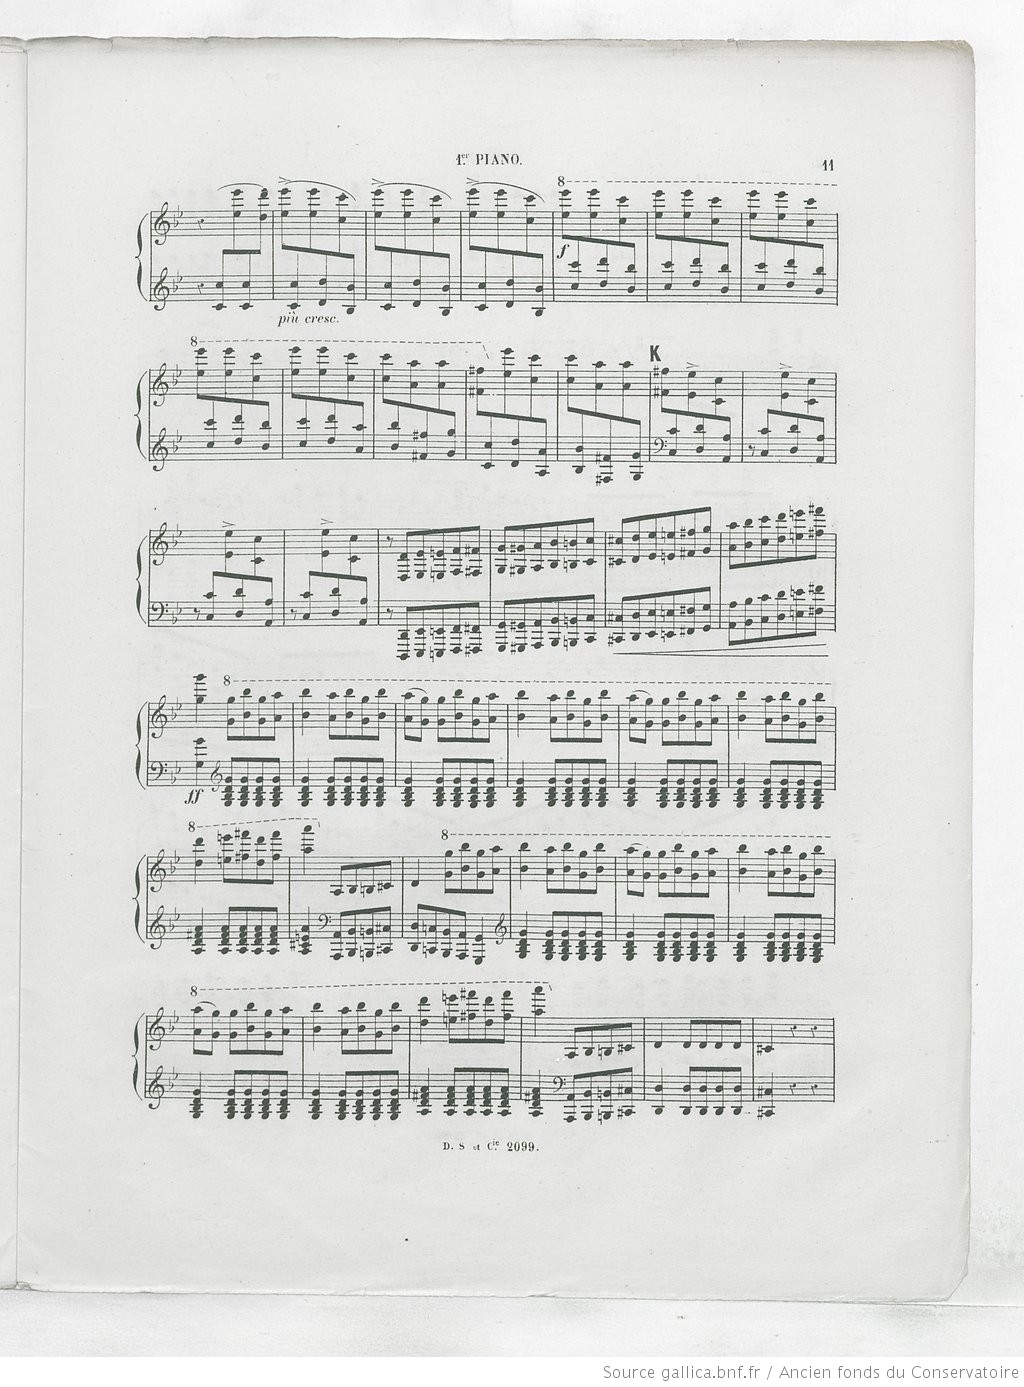 1er PIANO.
11
8
f
più cresc.
8
K
8
ff
8
8
8
D. S et Cie 2099.
Source gallica.bnf.fr / Ancien fonds du Conservatoire